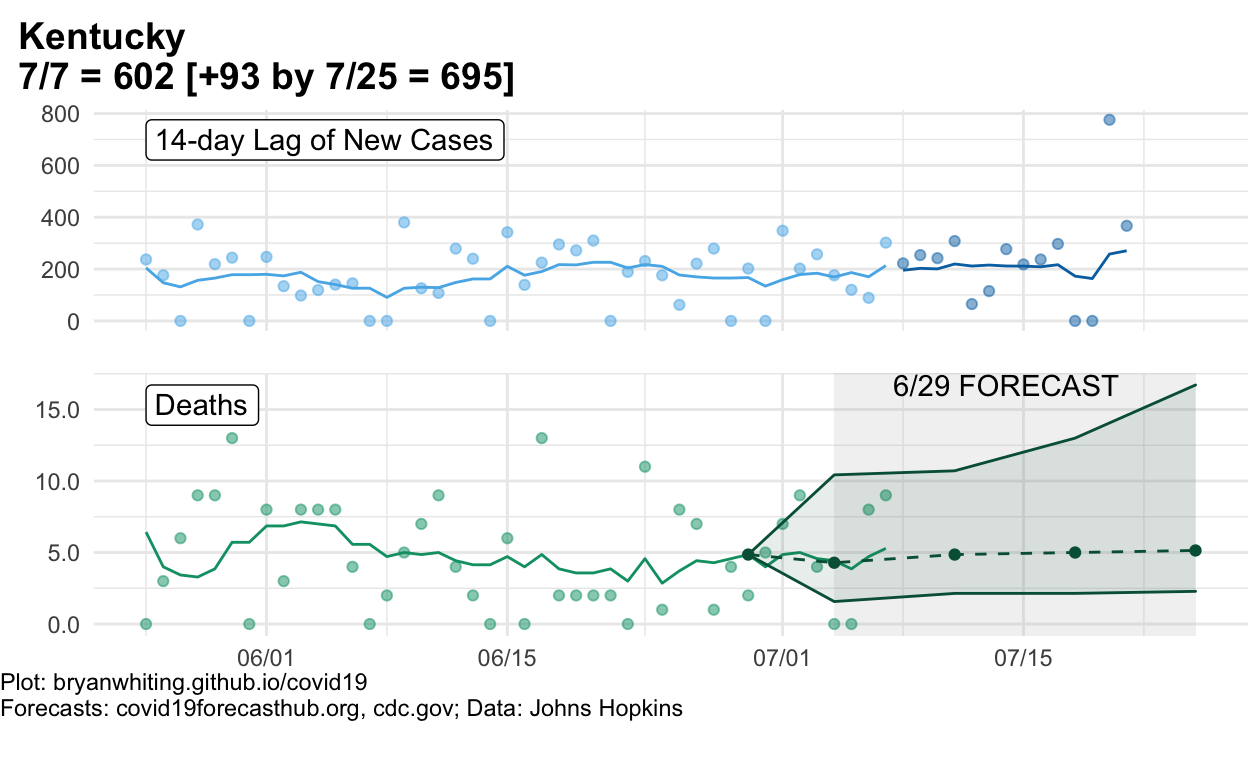 Kentucky
7/7 = 602 [+93 by 7/25 = 695]
800
14-day Lag of New Cases
600
400
200
0
6/29 FORECAST
Deaths
15.0
10.0
5.0
0.0
06/01 06/15 07/01 07/15
Plot: bryanwhiting.github.io/covid19
Forecasts: covid19forecasthub.org, cdc.gov; Data: Johns Hopkins